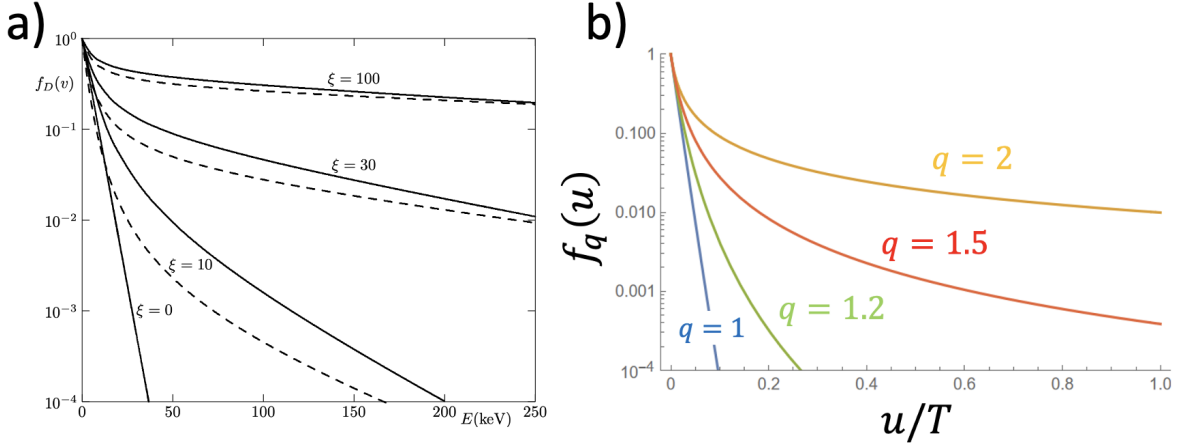 a)
10⁰
f_D(v)
ξ = 100
10⁻¹
ξ = 30
10⁻²
ξ = 10
10⁻³
ξ = 0
10⁻⁴
0 50 100 150 200 250
E(keV)
b)
1
0.100
q = 2
0.010
f_q(u)
q = 1.5
0.001
q = 1 q = 1.2
10⁻⁴
0 0.2 0.4 0.6 0.8 1.0
u/T